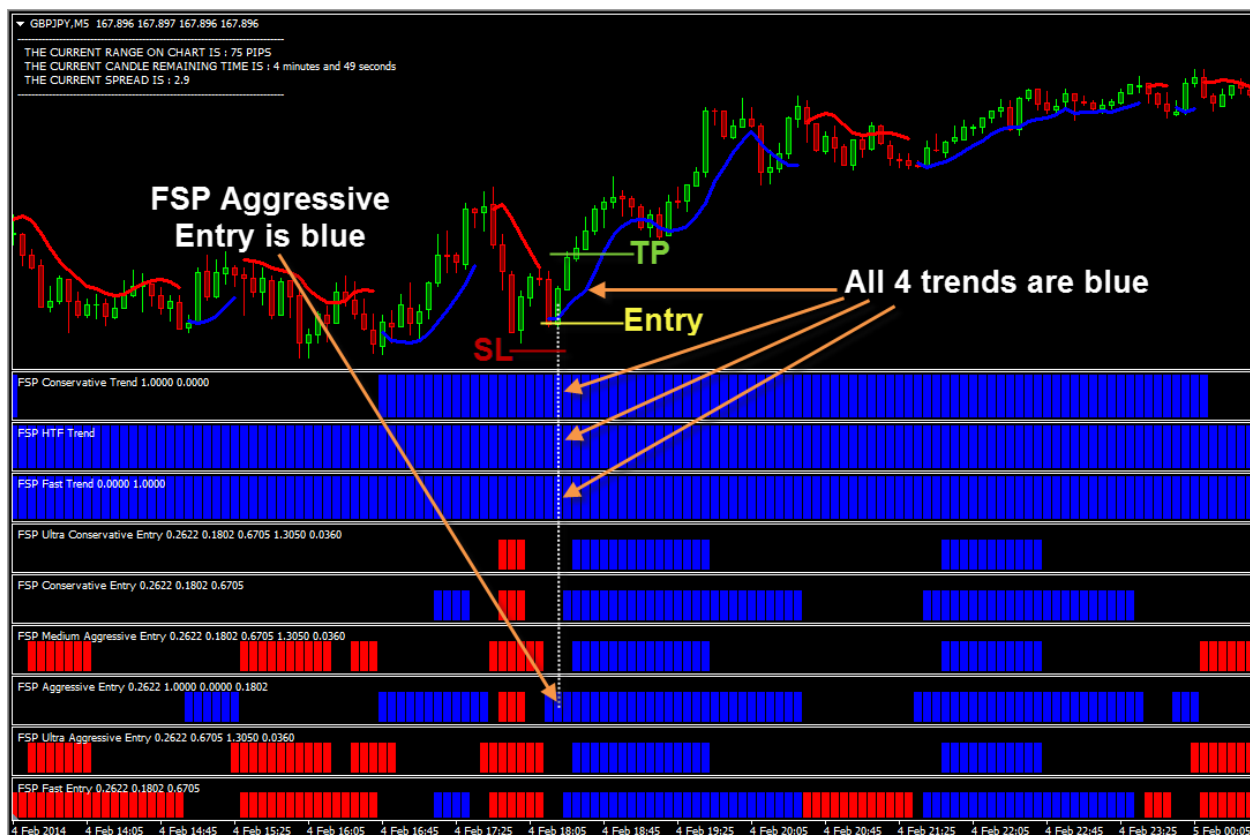 GBPJPY,M5 167.896 167.897 167.896 167.896
THE CURRENT RANGE ON CHART IS : 75 PIPS
THE CURRENT CANDLE REMAINING TIME IS : 4 minutes and 49 seconds
THE CURRENT SPREAD IS : 2.9
FSP Aggressive
Entry is blue
TP
All 4 trends are blue
Entry
SL
FSP Conservative Trend 1.0000 0.0000
FSP HTF Trend
FSP Fast Trend 0.0000 1.0000
FSP Ultra Conservative Entry 0.2622 0.1802 0.6705 1.3050 0.0360
FSP Conservative Entry 0.2622 0.1802 0.6705
FSP Medium Aggressive Entry 0.2622 0.1802 0.6705 1.3050 0.0360
FSP Aggressive Entry 0.2622 1.0000 0.0000 0.1802
FSP Ultra Aggressive Entry 0.2622 0.6705 1.3050 0.0360
FSP Fast Entry 0.2622 0.1802 0.6705
4 Feb 2014 4 Feb 14:05 4 Feb 14:45 4 Feb 15:25 4 Feb 16:05 4 Feb 16:45 4 Feb 17:25 4 Feb 18:05 4 Feb 18:45 4 Feb 19:25 4 Feb 20:05 4 Feb 20:45 4 Feb 21:25 4 Feb 22:05 4 Feb 22:45 4 Feb 23:25 5 Feb 00:05